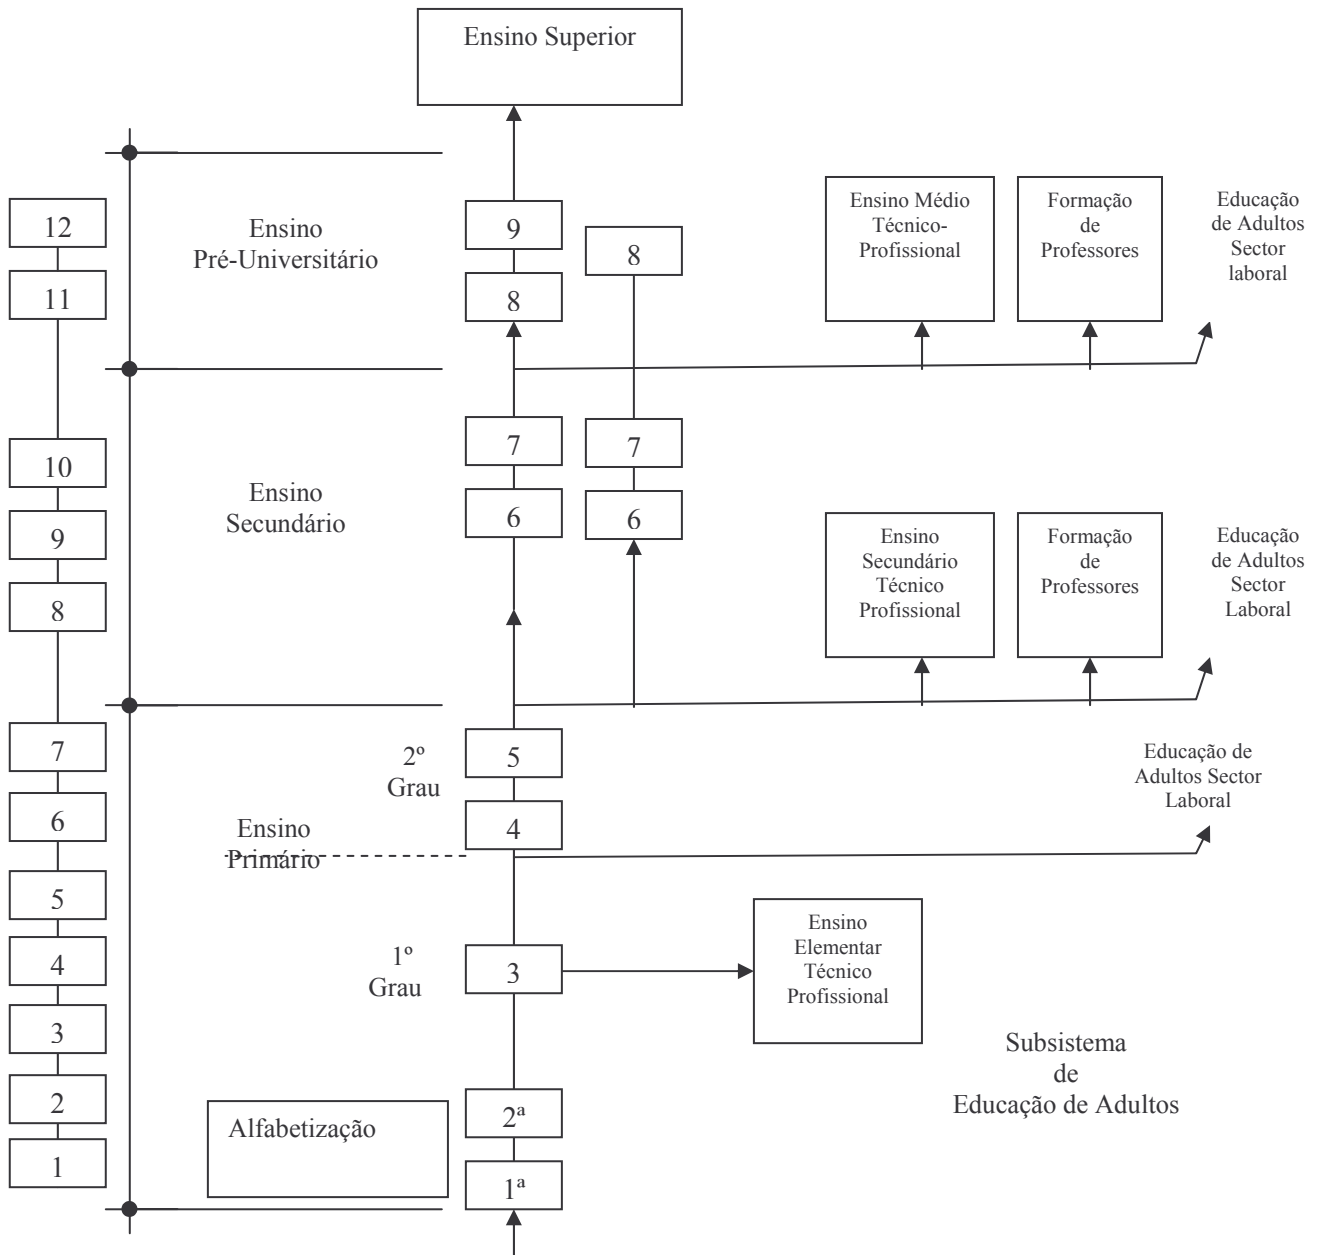 Ensino Superior
12
11
Ensino
Pré-Universitário
9
8
8
Ensino Médio
Técnico-
Profissional
Formação
de
Professores
Educação
de Adultos
Sector
laboral
10
9
8
Ensino
Secundário
7
6
7
6
Ensino
Secundário
Técnico
Profissional
Formação
de
Professores
Educação
de Adultos
Sector
Laboral
7
6
5
4
3
2
1
2º
Grau
5
4
Ensino
Primário
Educação de
Adultos Sector
Laboral
1º
Grau
3
Ensino
Elementar
Técnico
Profissional
Subsistema
de
Educação de Adultos
Alfabetização
2ª
1ª